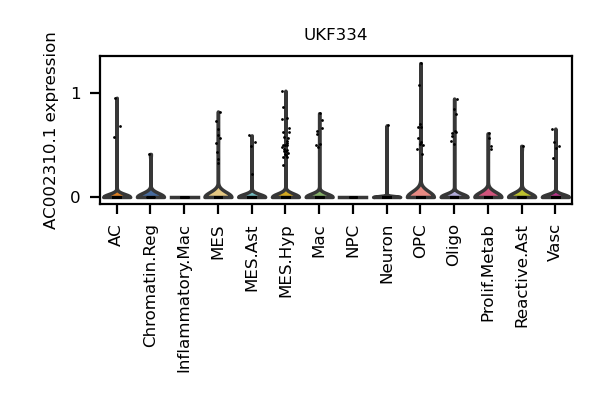 UKF334
AC002310.1 expression
1
0
AC
Chromatin.Reg
Inflammatory.Mac
MES
MES.Ast
MES.Hyp
Mac
NPC
Neuron
OPC
Oligo
Prolif.Metab
Reactive.Ast
Vasc